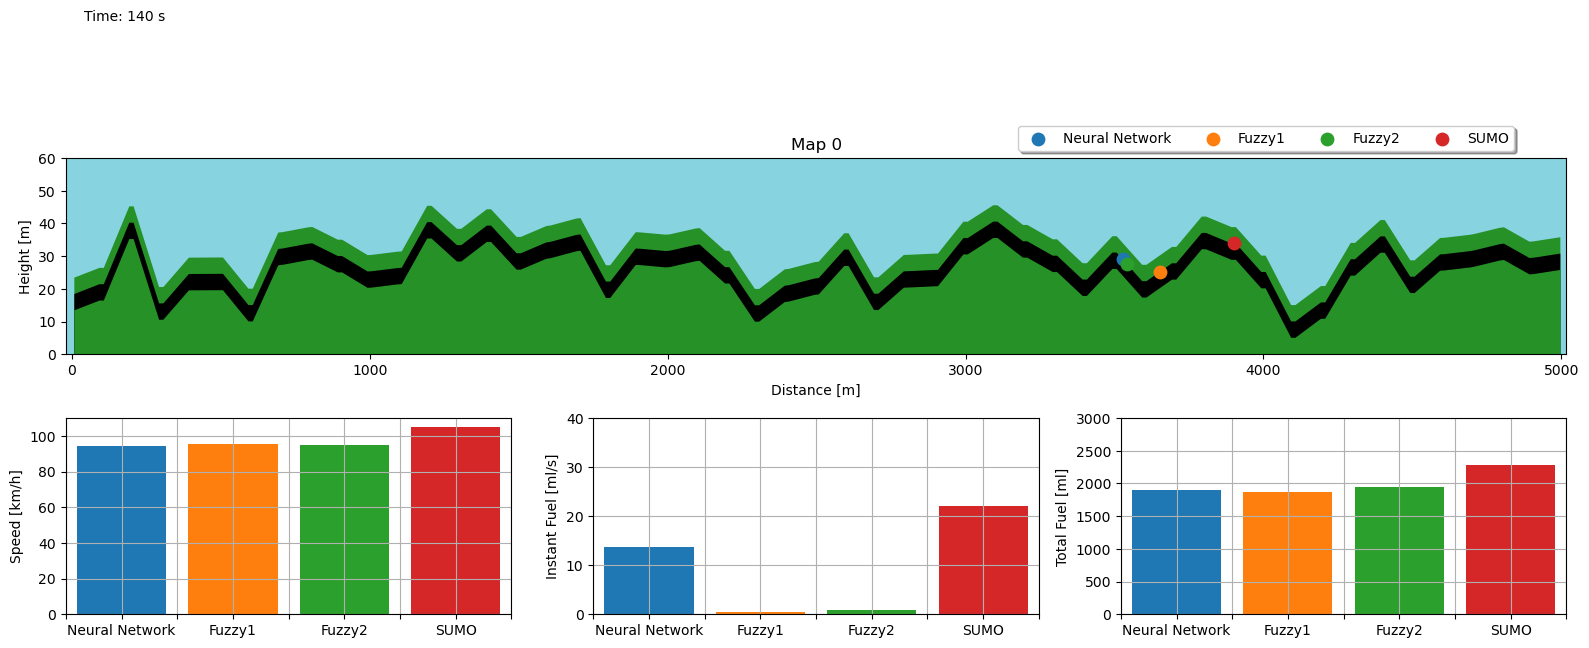 Time: 140 s
Neural Network Fuzzy1 Fuzzy2 SUMO
Map 0
60
50
40
30
20
10
0
Height [m]
0 1000 2000 3000 4000 5000
Distance [m]
100
80
60
40
20
0
Speed [km/h]
Neural Network Fuzzy1 Fuzzy2 SUMO
40
30
20
10
0
Instant Fuel [ml/s]
Neural Network Fuzzy1 Fuzzy2 SUMO
3000
2500
2000
1500
1000
500
0
Total Fuel [ml]
Neural Network Fuzzy1 Fuzzy2 SUMO